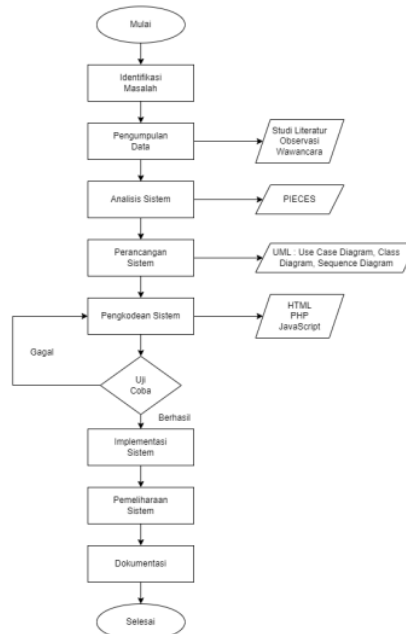 Mulai
Identifikasi
Masalah
Pengumpulan
Data
Studi Literatur
Observasi
Wawancara
Analisis Sistem
PIECES
Perancangan
Sistem
UML : Use Case Diagram, Class
Diagram, Sequence Diagram
Pengkodean Sistem
HTML
PHP
JavaScript
Gagal
Uji
Coba
Berhasil
Implementasi
Sistem
Pemeliharaan
Sistem
Dokumentasi
Selesai